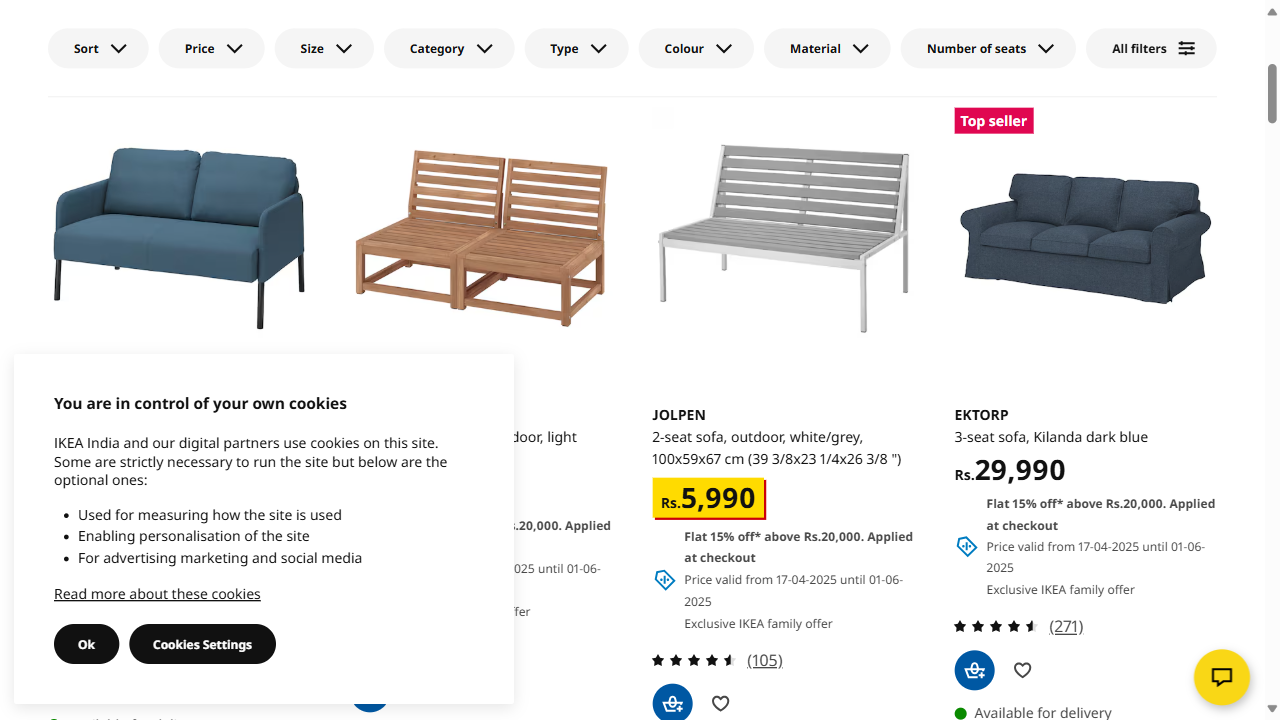 Sort
Price
Size
Category
Type
Colour
Material
Number of seats
All filters
Top seller
You are in control of your own cookies
IKEA India and our digital partners use cookies on this site.
Some are strictly necessary to run the site but below are the
optional ones:
• Used for measuring how the site is used
• Enabling personalisation of the site
• For advertising marketing and social media
Read more about these cookies
Ok
Cookies Settings
light
20,000. Applied
025 until 01-06-
JOLPEN
2-seat sofa, outdoor, white/grey,
100x59x67 cm (39 3/8x23 1/4x26 3/8 ")
Rs.5,990
Flat 15% off* above Rs.20,000. Applied
at checkout
Price valid from 17-04-2025 until 01-06-
2025
Exclusive IKEA family offer
(105)
EKTORP
3-seat sofa, Kilanda dark blue
Rs.29,990
Flat 15% off* above Rs.20,000. Applied
at checkout
Price valid from 17-04-2025 until 01-06-
2025
Exclusive IKEA family offer
(271)
Available for delivery